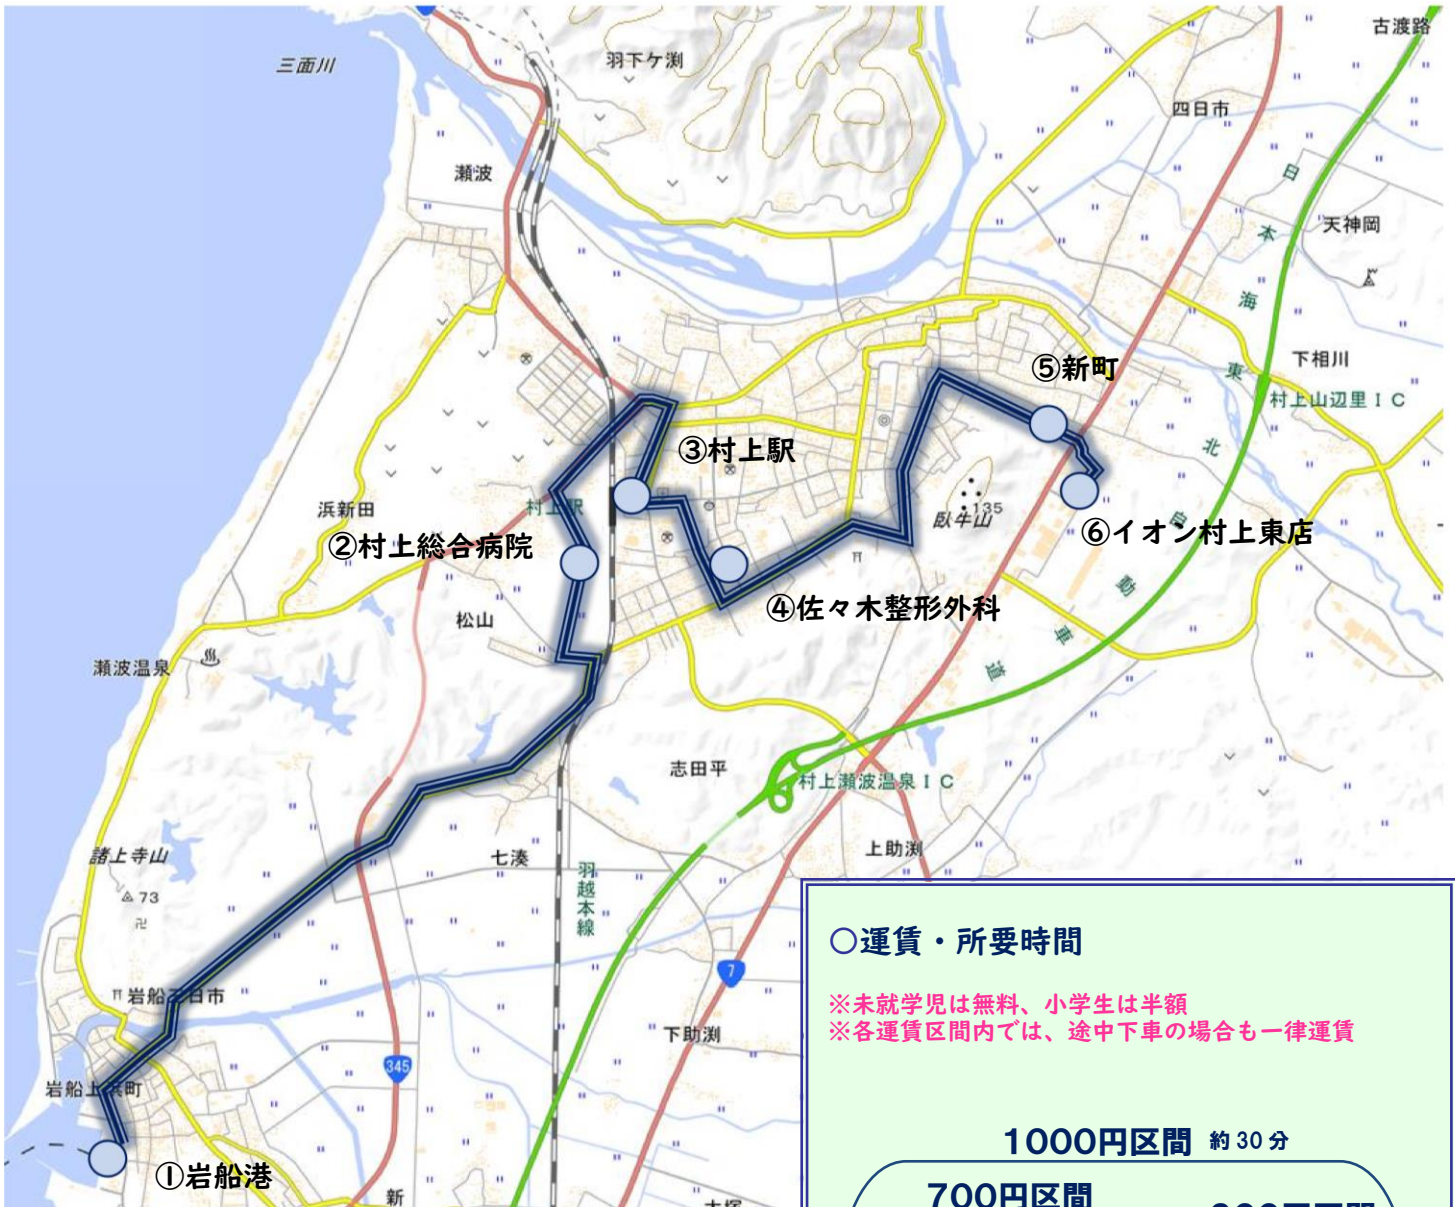 古渡路
三面川
羽下ケ渕
四日市
瀬波
日
本
海
東
北
自
動
車
道
天神岡
下相川
村上山辺里IC
⑤新町
③村上駅
村上駅
浜新田
②村上総合病院
135
臥牛山
⑥イオン村上東店
④佐々木整形外科
松山
瀬波温泉
志田平
村上瀬波温泉IC
上助渕
諸上寺山
73
七湊
羽越本線
7
岩船三日市
下助渕
345
岩船上浜町
①岩船港
新
○運賃・所要時間
※未就学児は無料、小学生は半額
※各運賃区間内では、途中下車の場合も一律運賃
1000円区間 約30分
700円区間